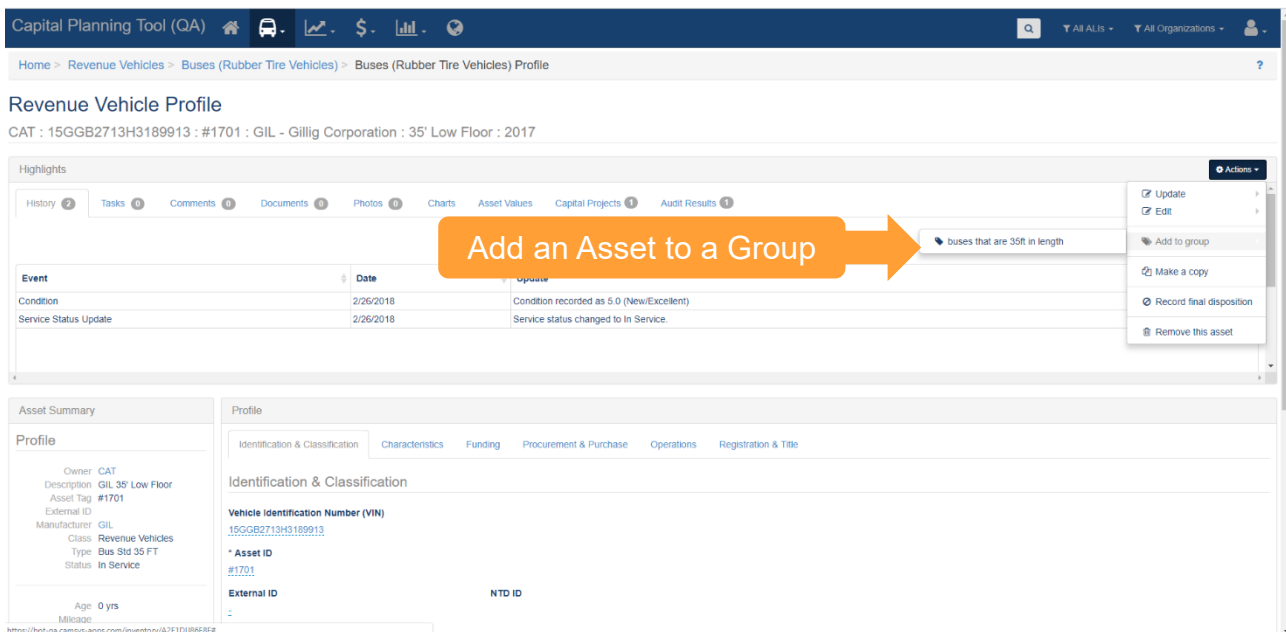 Capital Planning Tool (QA) $ All ALIs All Organizations
Home > Revenue Vehicles > Buses (Rubber Tire Vehicles) > Buses (Rubber Tire Vehicles) Profile ?
Revenue Vehicle Profile
CAT : 15GGB2713H3189913 : #1701 : GIL - Gillig Corporation : 35' Low Floor : 2017
Highlights Actions
History 2 Tasks 0 Comments 0 Documents 0 Photos 0 Charts Asset Values Capital Projects 1 Audit Results 1
Update
Edit
Add an Asset to a Group
buses that are 35ft in length Add to group
Make a copy
Record final disposition
Remove this asset
Event Date Update
Condition 2/26/2018 Condition recorded as 5.0 (New/Excellent)
Service Status Update 2/26/2018 Service status changed to In Service.
Asset Summary
Profile
Owner CAT
Description GIL 35' Low Floor
Asset Tag #1701
External ID
Manufacturer GIL
Class Revenue Vehicles
Type Bus Std 35 FT
Status In Service
Age 0 yrs
Mileage
Profile
Identification & Classification Characteristics Funding Procurement & Purchase Operations Registration & Title
Identification & Classification
Vehicle Identification Number (VIN)
15GGB2713H3189913
* Asset ID
#1701
External ID NTD ID
-